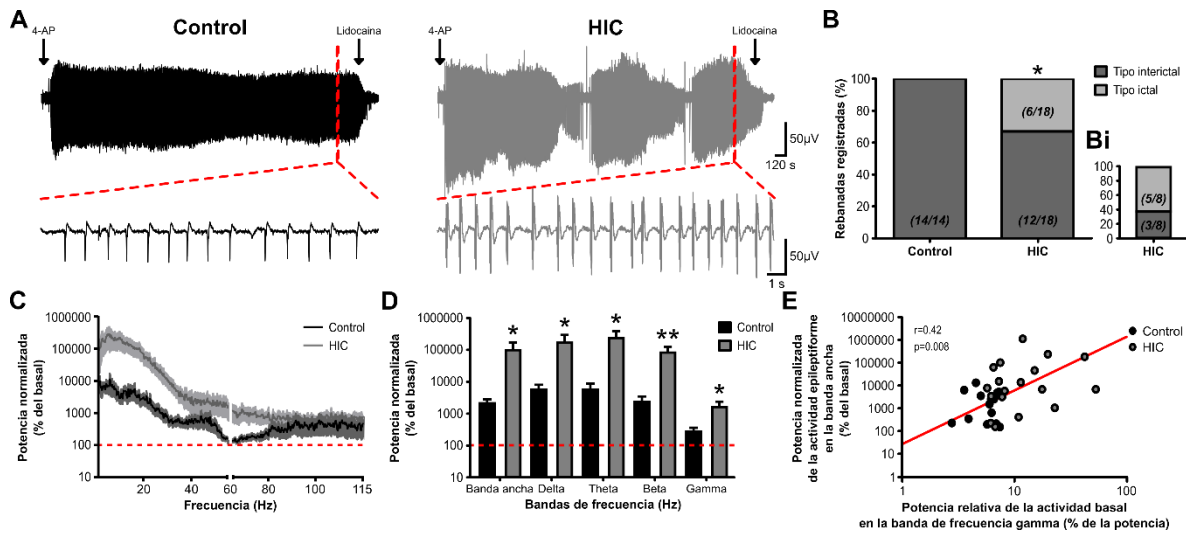 A
Control
HIC
4-AP
Lidocaina
4-AP
Lidocaina
50µV
120 s
50µV
1 s
B
Rebanadas registradas (%)
100
80
60
40
20
0
*
(14/14)
(6/18)
(12/18)
Control
HIC
Tipo interictal
Tipo ictal
Bi
100
80
60
40
20
0
(5/8)
(3/8)
HIC
C
Potencia normalizada
(% del basal)
1000000
100000
10000
1000
100
10
Control
HIC
20
40
60
80
100
115
Frecuencia (Hz)
D
Potencia normalizada
(% del basal)
1000000
100000
10000
1000
100
10
*
*
*
**
*
Control
HIC
Banda ancha
Delta
Theta
Beta
Gamma
Bandas de frecuencia (Hz)
E
Potencia normalizada
de la actividad epileptiforme
en la banda ancha
(% del basal)
10000000
1000000
100000
10000
1000
100
10
1
r=0.42
p=0.008
Control
HIC
1
10
100
Potencia relativa de la actividad basal
en la banda de frecuencia gamma (% de la potencia)